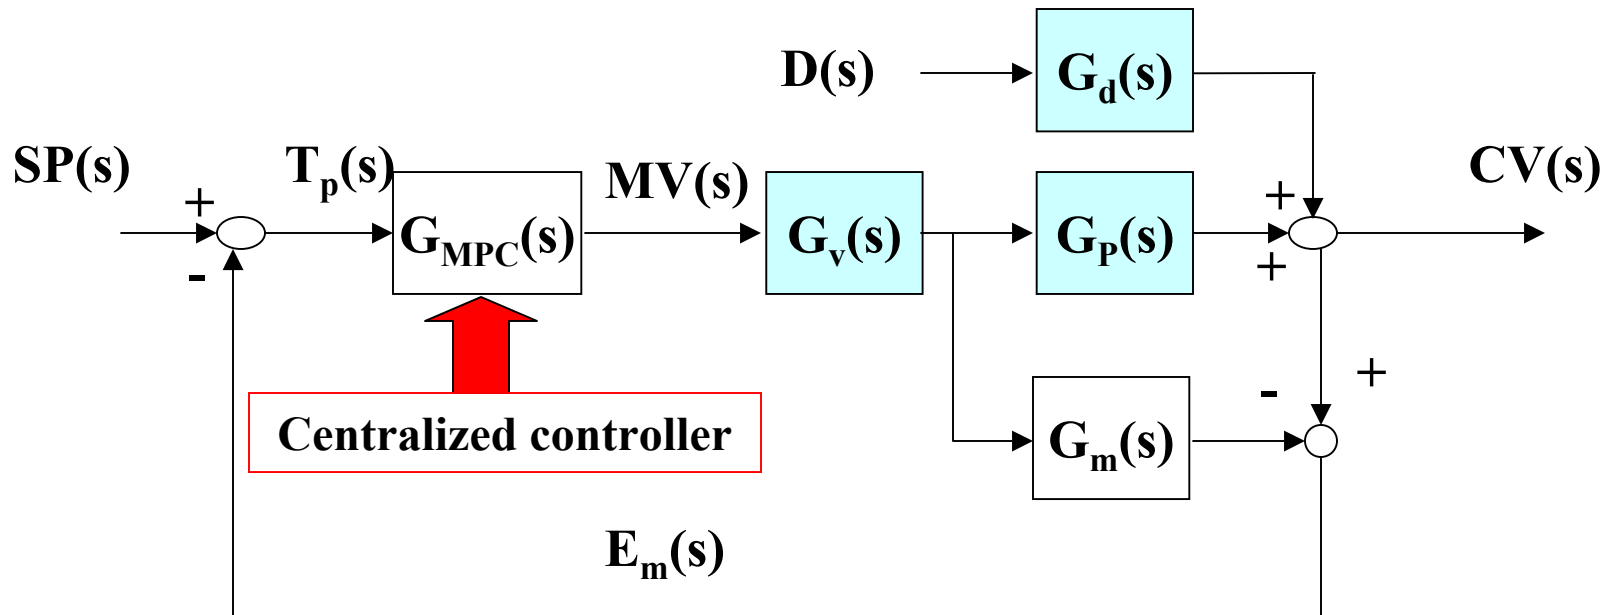 D(s)
G_d(s)
SP(s)
T_p(s)
MV(s)
CV(s)
+
+
-
G_MPC(s)
G_v(s)
G_P(s)
+
+
-
Centralized controller
G_m(s)
E_m(s)